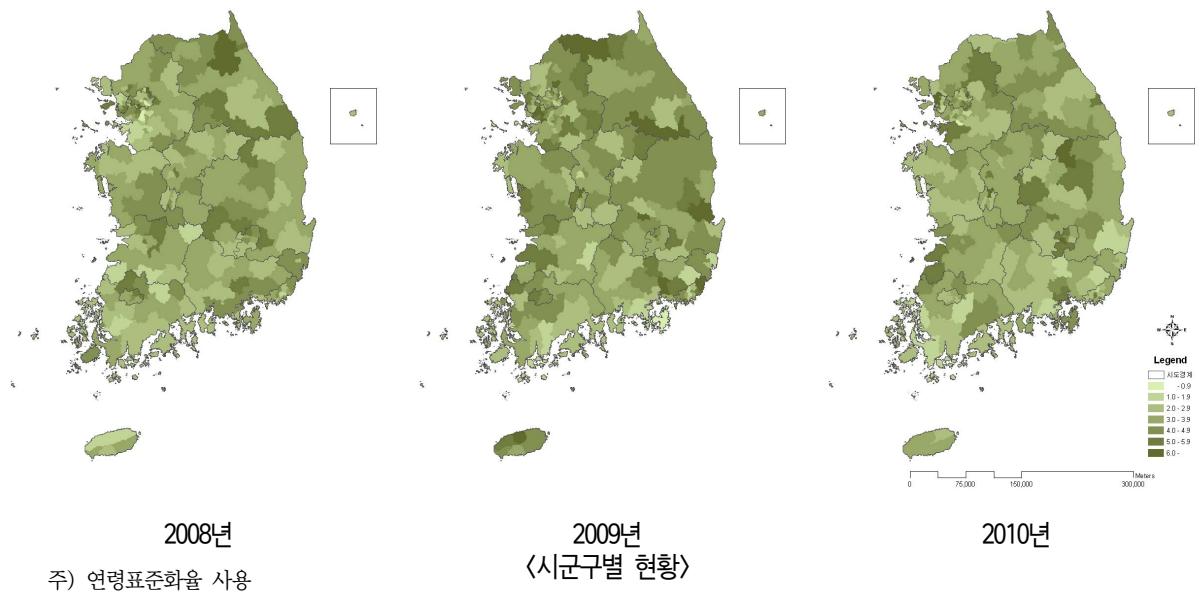 N
W E
S
Legend
시도경계
- 0.9
1.0 - 1.9
2.0 - 2.9
3.0 - 3.9
4.0 - 4.9
5.0 - 5.9
6.0 -
Meters
0 75,000 150,000 300,000
2008년 2009년 2010년
<시군구별 현황>
주) 연령표준화율 사용